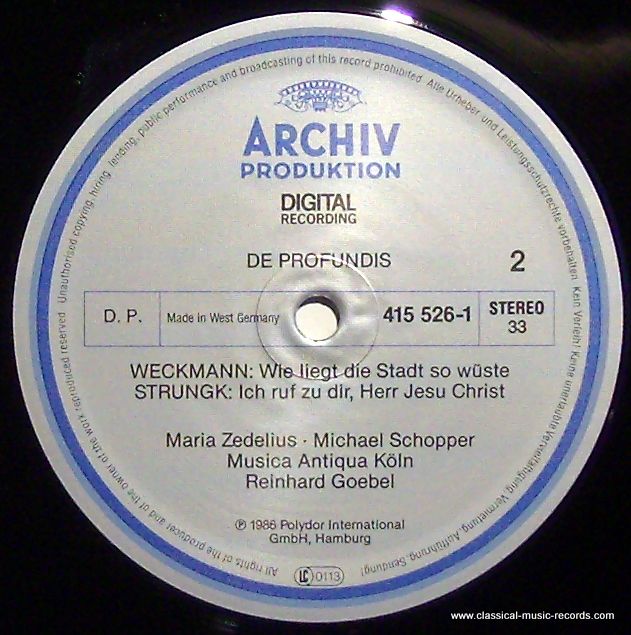 Unauthorised copying, hiring, lending, public performance and broadcasting of this record prohibited
Alle Urheber- und Leistungsschutzrechte vorbehalten. Kein Verleih! Keine unerlaubte Vervielfältigung, Vermietung, Aufführung, Sendung!
All rights of the producer and of the owner of the work reproduced reserved
ARCHIV
PRODUKTION
DIGITAL
RECORDING
DE PROFUNDIS 2
D. P. Made in West Germany 415 526-1 STEREO
33
WECKMANN: Wie liegt die Stadt so wüste
STRUNGK: Ich ruf zu dir, Herr Jesu Christ
Maria Zedelius · Michael Schopper
Musica Antiqua Köln
Reinhard Goebel
℗ 1986 Polydor International
GmbH, Hamburg
LC 0113
www.classical-music-records.com